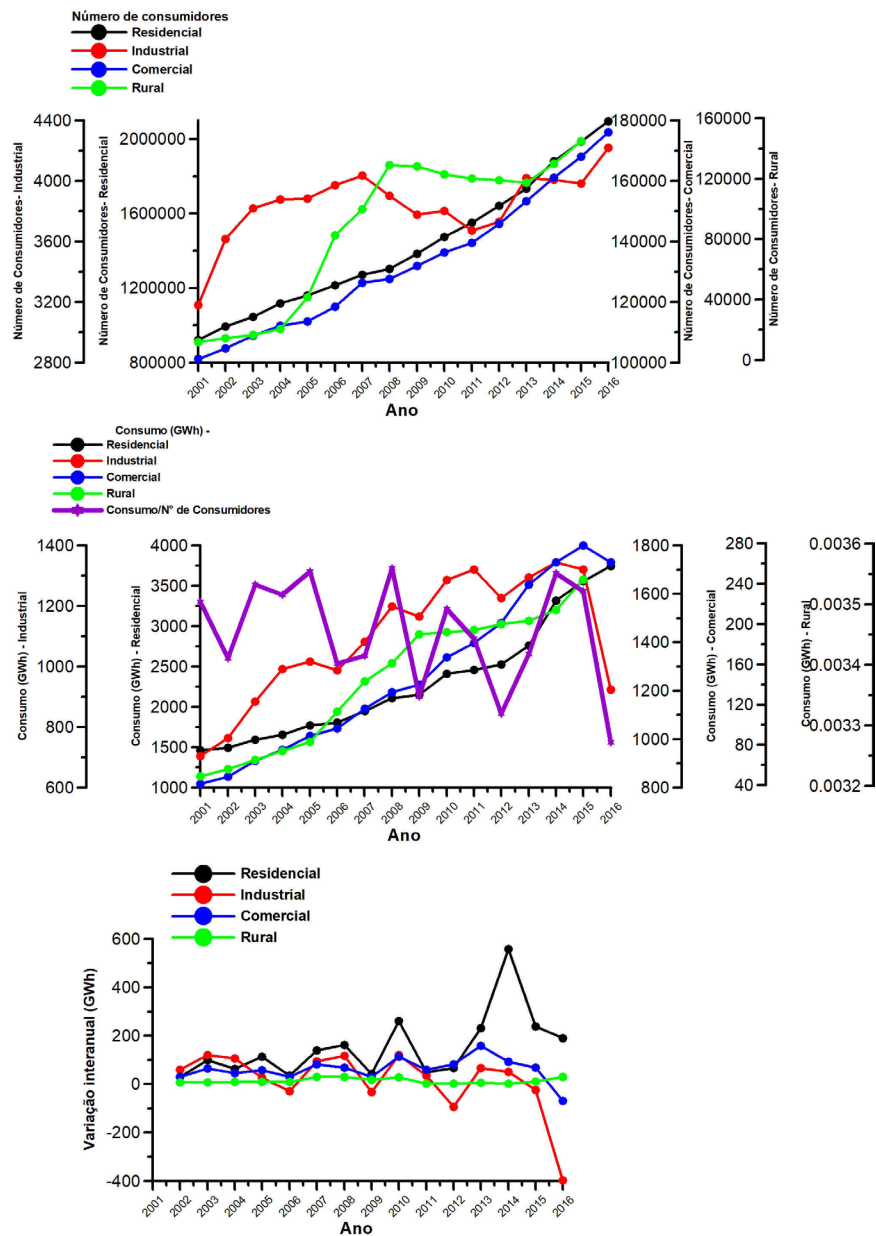 Número de consumidores
Residencial
Industrial
Comercial
Rural
Número de Consumidores- Industrial
4400
4000
3600
3200
2800
Número de Consumidores- Residencial
2000000
1600000
1200000
800000
Número de Consumidores- Comercial
180000
160000
140000
120000
100000
Número de Consumidores- Rural
160000
120000
80000
40000
0
2001 2002 2003 2004 2005 2006 2007 2008 2009 2010 2011 2012 2013 2014 2015 2016
Ano
Consumo (GWh) -
Residencial
Industrial
Comercial
Rural
Consumo/N° de Consumidores
Consumo (GWh) - Industrial
1400
1200
1000
800
600
Consumo (GWh) - Residencial
4000
3500
3000
2500
2000
1500
1000
Consumo (GWh) - Comercial
1800
1600
1400
1200
1000
800
Consumo (GWh) - Rural
280
240
200
160
120
80
40
0.0036
0.0035
0.0034
0.0033
0.0032
2001 2002 2003 2004 2005 2006 2007 2008 2009 2010 2011 2012 2013 2014 2015 2016
Ano
Residencial
Industrial
Comercial
Rural
Variação interanual (GWh)
600
400
200
0
-200
-400
2001 2002 2003 2004 2005 2006 2007 2008 2009 2010 2011 2012 2013 2014 2015 2016
Ano